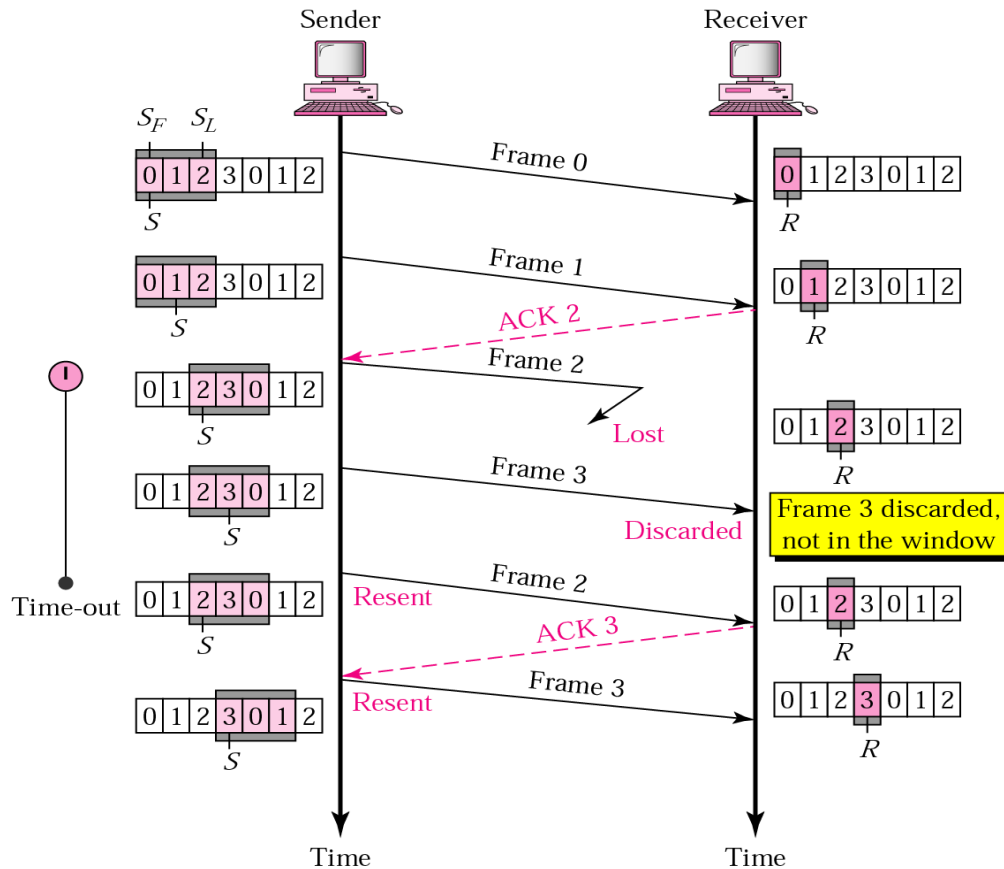 Sender
Receiver
S_F S_L
0 1 2 3 0 1 2
S
Frame 0
0 1 2 3 0 1 2
R
0 1 2 3 0 1 2
S
Frame 1
0 1 2 3 0 1 2
R
ACK 2
0 1 2 3 0 1 2
S
Frame 2
Lost
0 1 2 3 0 1 2
R
0 1 2 3 0 1 2
S
Frame 3
Discarded
Frame 3 discarded,
not in the window
Time-out
0 1 2 3 0 1 2
S
Resent
Frame 2
0 1 2 3 0 1 2
R
ACK 3
0 1 2 3 0 1 2
S
Resent
Frame 3
0 1 2 3 0 1 2
R
Time
Time